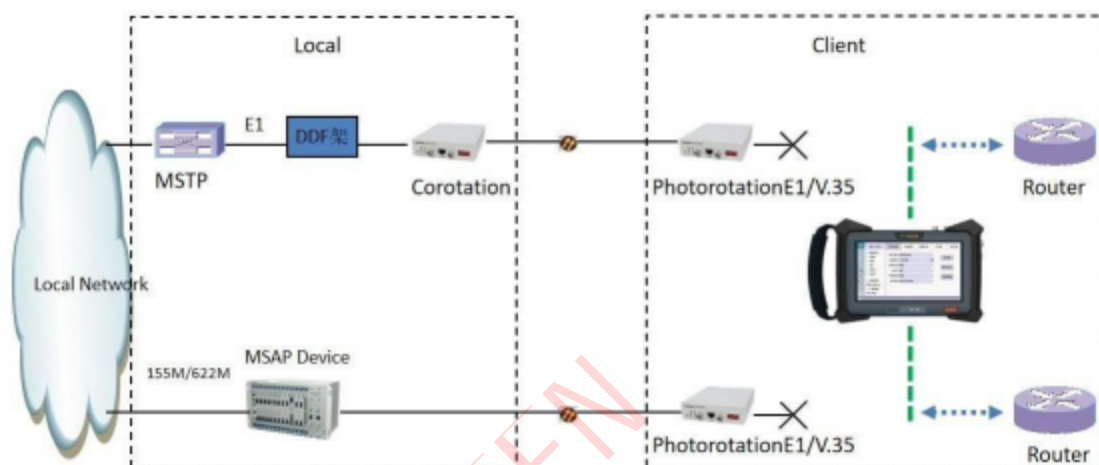 Local
Client
E1
DDF架
MSTP
Corotation
PhotorotationE1/V.35
Router
Local Network
155M/622M
MSAP Device
PhotorotationE1/V.35
Router